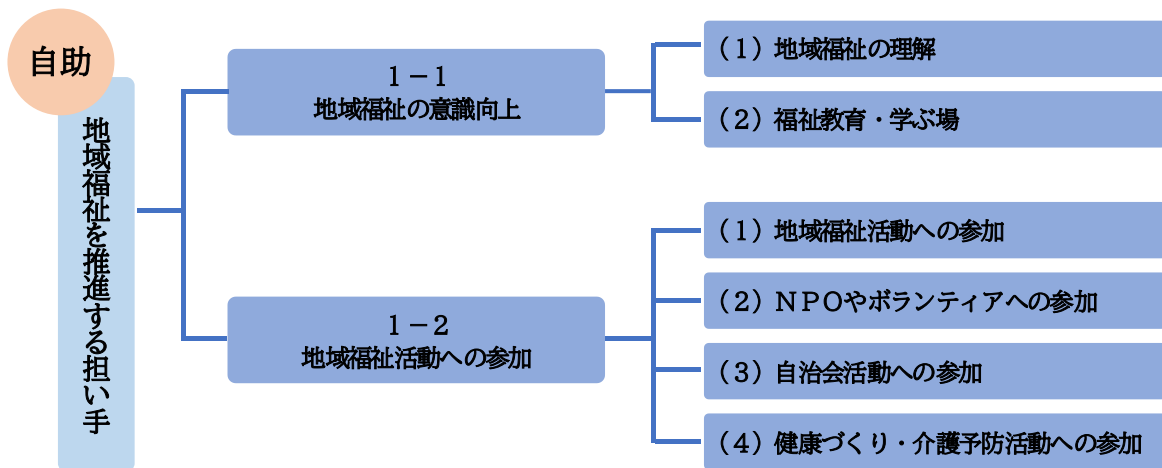 自助
地域福祉を推進する担い手
１－１
地域福祉の意識向上
（１）地域福祉の理解
（２）福祉教育・学ぶ場
１－２
地域福祉活動への参加
（１）地域福祉活動への参加
（２）ＮＰＯやボランティアへの参加
（３）自治会活動への参加
（４）健康づくり・介護予防活動への参加